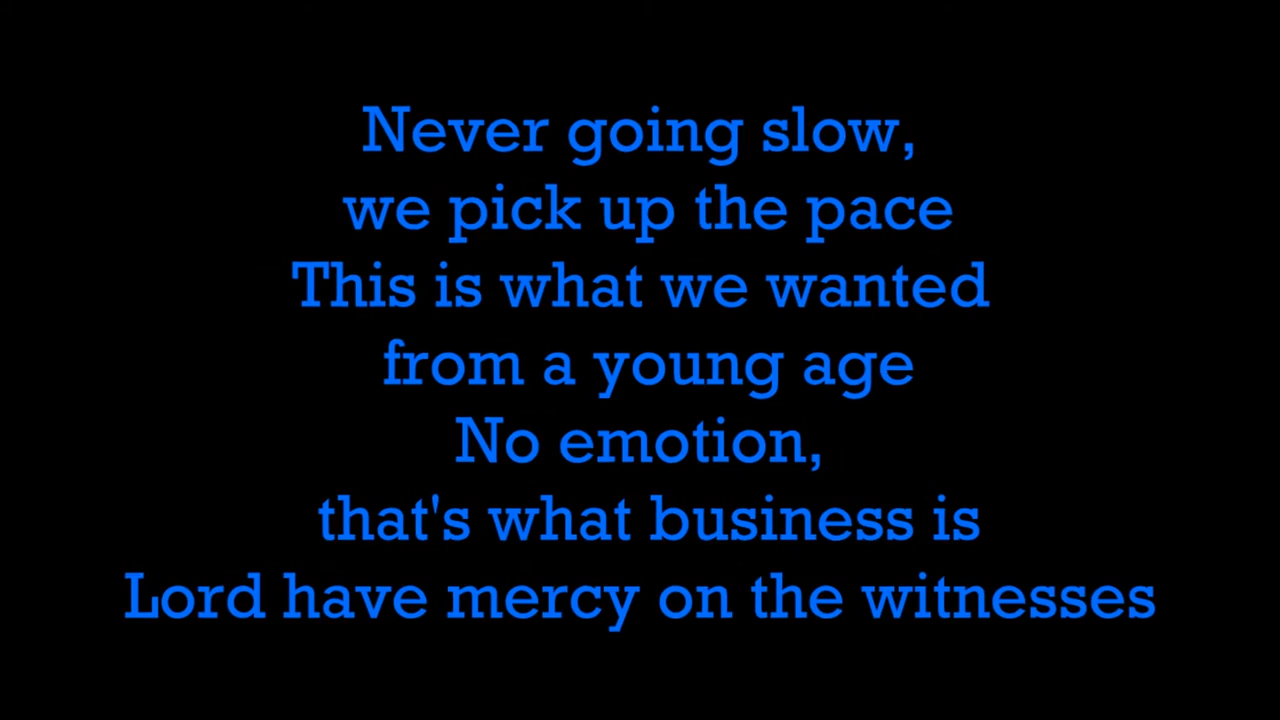 Never going slow,
we pick up the pace
This is what we wanted
from a young age
No emotion,
that's what business is
Lord have mercy on the witnesses